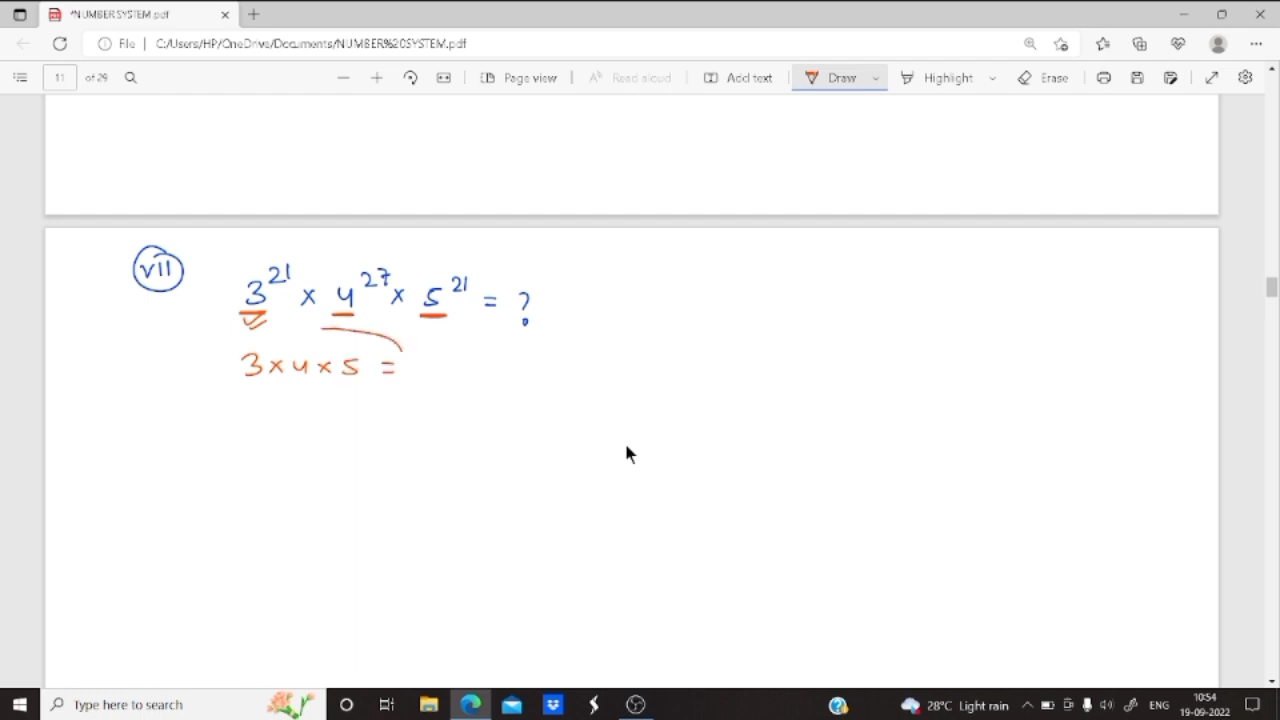 *NUMBER SYSTEM.pdf
File | C:/Users/HP/OneDrive/Documents/NUMBER%20SYSTEM.pdf
11 of 29 Page view Read aloud Add text Draw Highlight Erase
vii 3^21 × 4^27 × 5^21 = ?
3 × 4 × 5 =
Type here to search 28°C Light rain ENG 10:54
19-09-2022